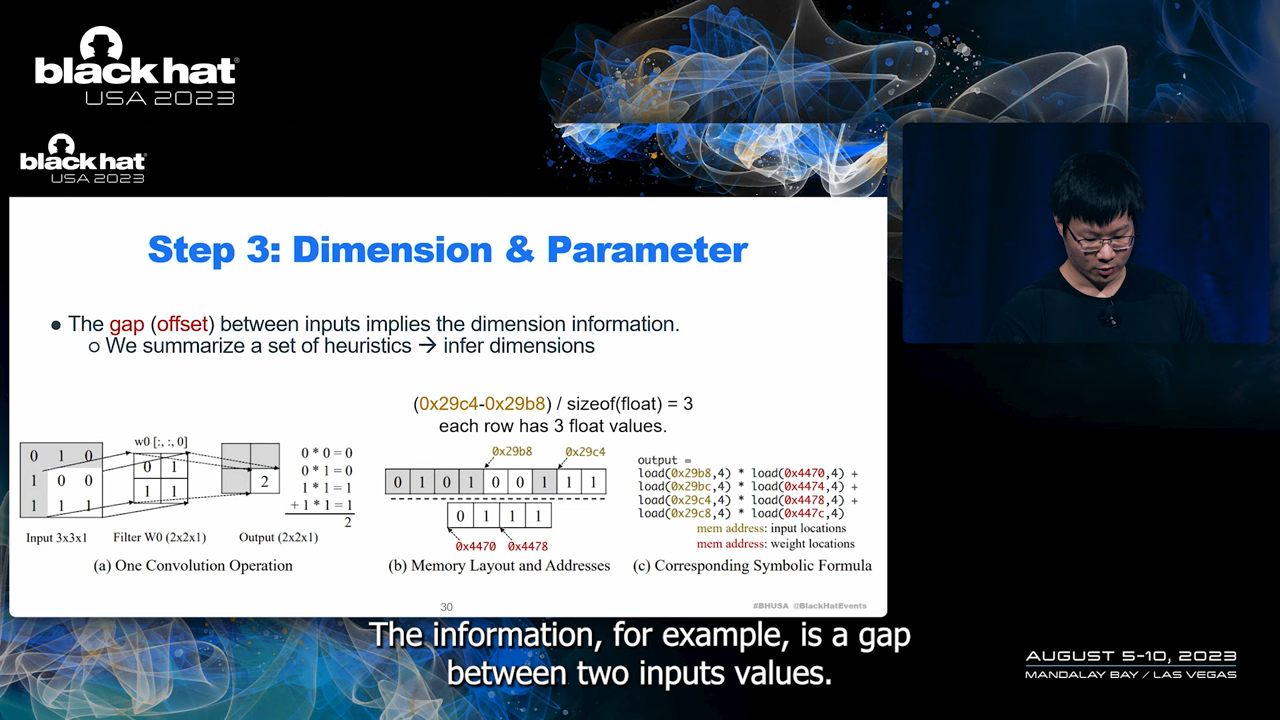 black hat
USA 2023
black hat
USA 2023
Step 3: Dimension & Parameter
● The gap (offset) between inputs implies the dimension information.
○ We summarize a set of heuristics → infer dimensions
(0x29c4-0x29b8) / sizeof(float) = 3
each row has 3 float values.
w0 [:, :, 0]
0 1 0
1 0 0
1 1 1
0 1
1 1
2
0 * 0 = 0
0 * 1 = 0
1 * 1 = 1
+ 1 * 1 = 1
2
Input 3x3x1
Filter W0 (2x2x1)
Output (2x2x1)
(a) One Convolution Operation
0x29b8
0x29c4
0 1 0 1 0 0 1 1 1
0 1 1 1
0x4470
0x4478
(b) Memory Layout and Addresses
output =
load(0x29b8,4) * load(0x4470,4) +
load(0x29bc,4) * load(0x4474,4) +
load(0x29c4,4) * load(0x4478,4) +
load(0x29c8,4) * load(0x447c,4)
mem address: input locations
mem address: weight locations
(c) Corresponding Symbolic Formula
30
#BHUSA @BlackHatEvents
The information, for example, is a gap
between two inputs values.
AUGUST 5-10, 2023
MANDALAY BAY / LAS VEGAS